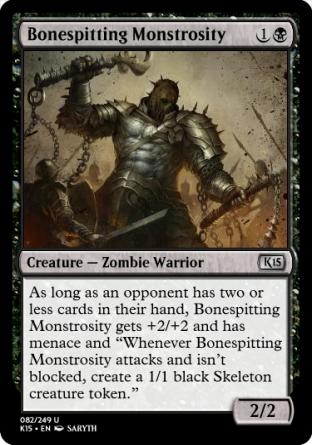 Bonespitting Monstrosity 1
K15
Creature — Zombie Warrior
As long as an opponent has two or
less cards in their hand, Bonespitting
Monstrosity gets +2/+2 and has
menace and “Whenever Bonespitting
Monstrosity attacks and isn’t
blocked, create a 1/1 black Skeleton
creature token.”
2/2
082/249 U
K15 • EN SARYTH